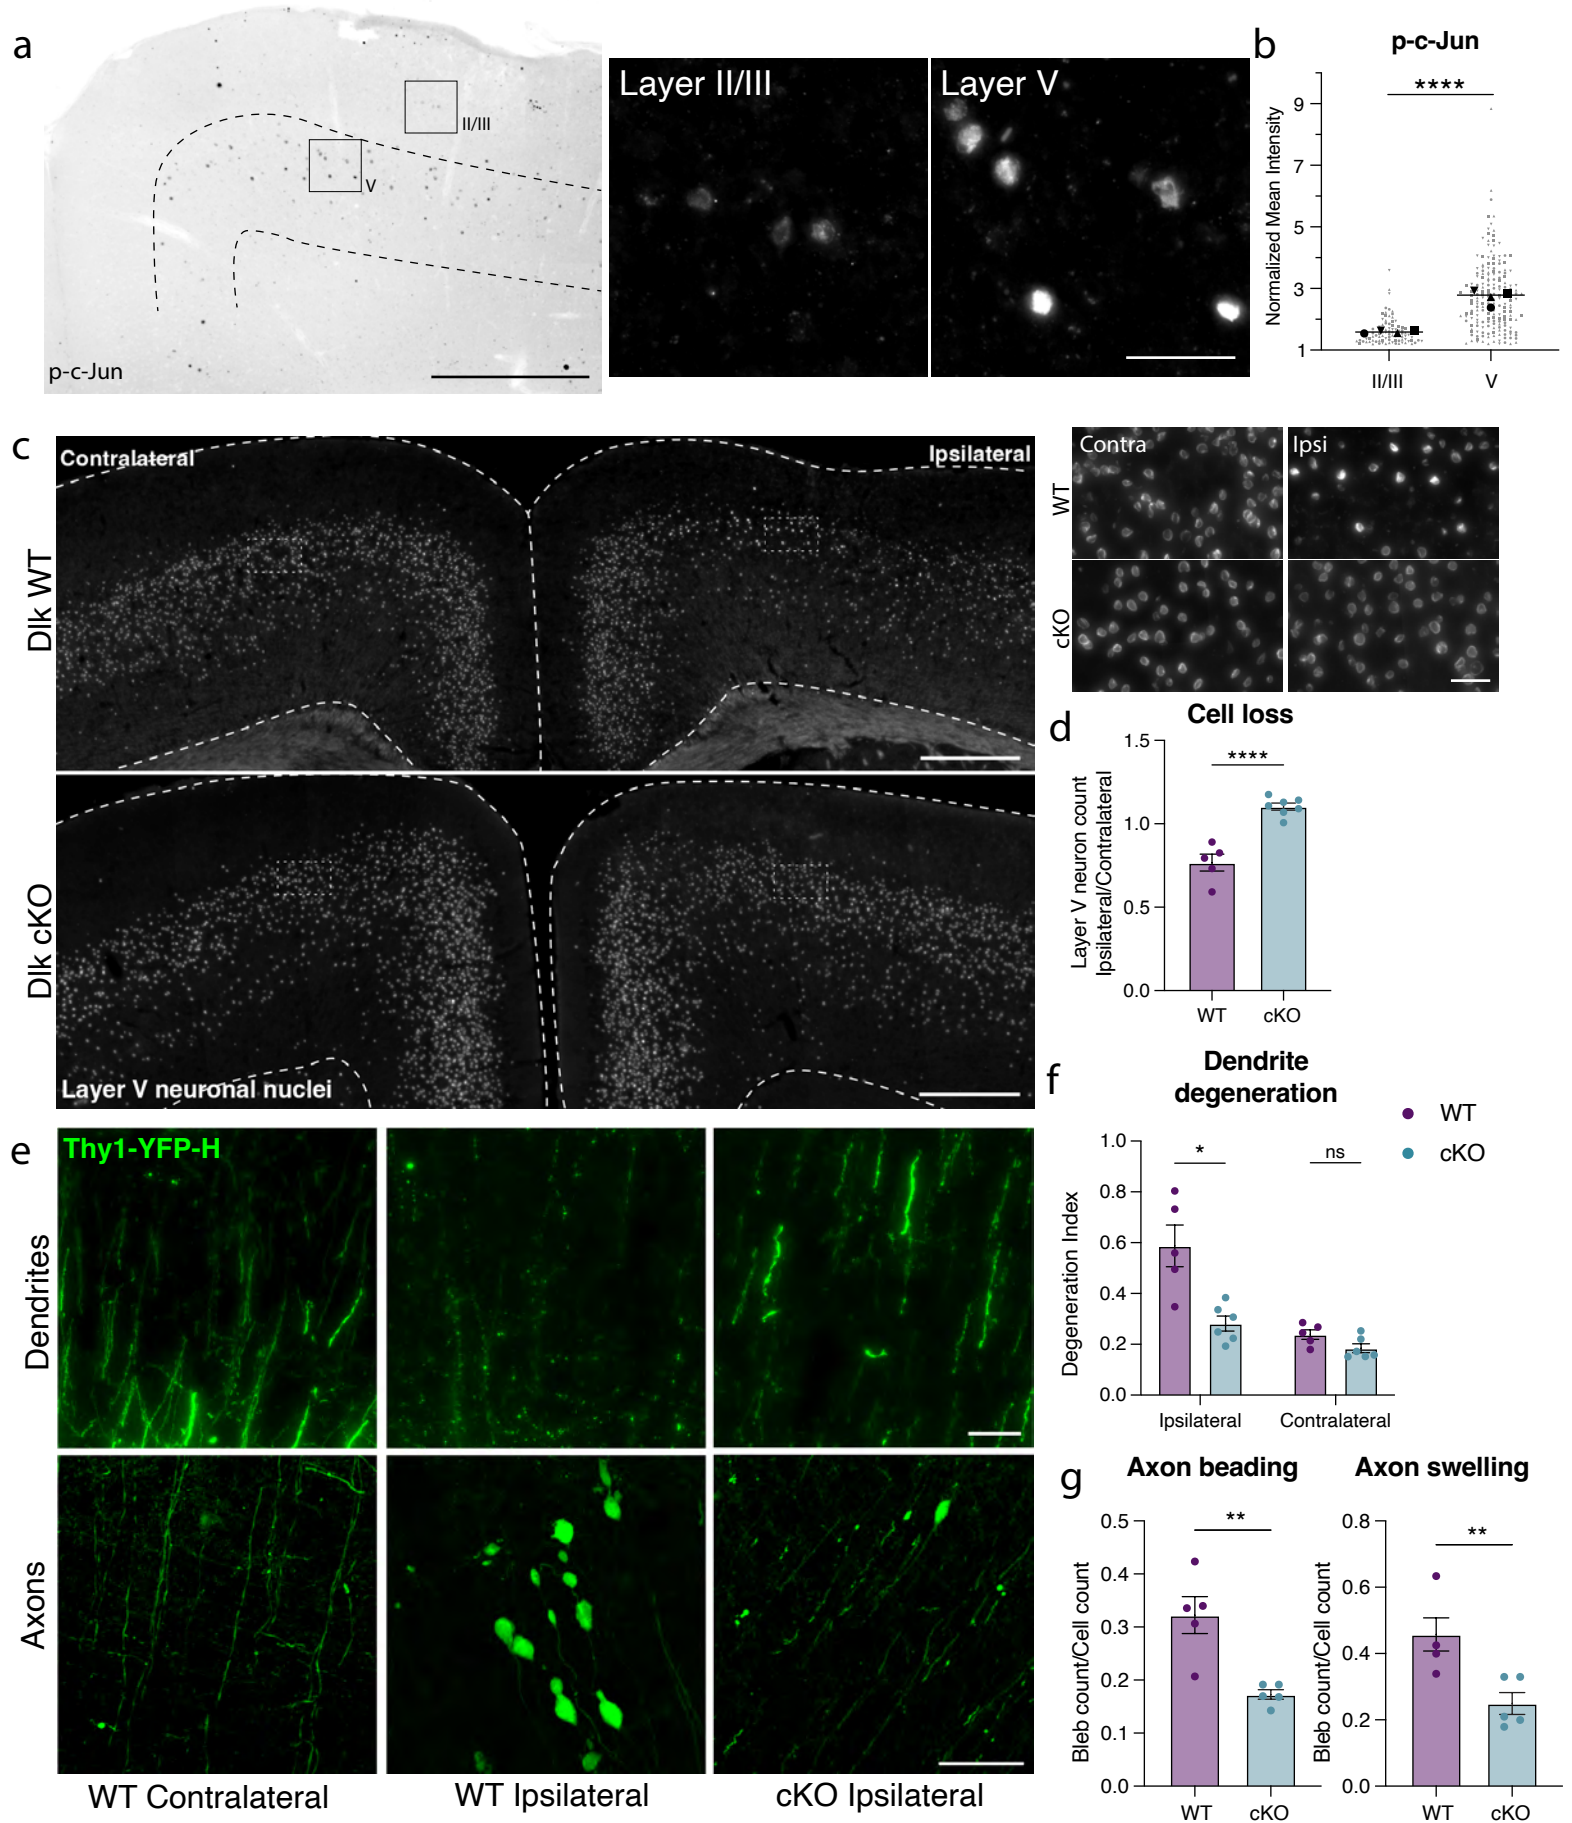 a
II/III
V
p-c-Jun
Layer II/III
Layer V
b
p-c-Jun
****
Normalized Mean Intensity
9
7
5
3
1
II/III
V
c
Contralateral
Ipsilateral
Dlk WT
Dlk cKO
Layer V neuronal nuclei
Contra
Ipsi
WT
cKO
d
Cell loss
****
Layer V neuron count
Ipsilateral/Contralateral
1.5
1.0
0.5
0.0
WT
cKO
e
Thy1-YFP-H
Dendrites
Axons
WT Contralateral
WT Ipsilateral
cKO Ipsilateral
f
Dendrite
degeneration
WT
cKO
*
ns
Degeneration Index
1.0
0.8
0.6
0.4
0.2
0.0
Ipsilateral
Contralateral
g
Axon beading
**
Bleb count/Cell count
0.5
0.4
0.3
0.2
0.1
0.0
WT
cKO
Axon swelling
**
Bleb count/Cell count
0.8
0.6
0.4
0.2
0.0
WT
cKO